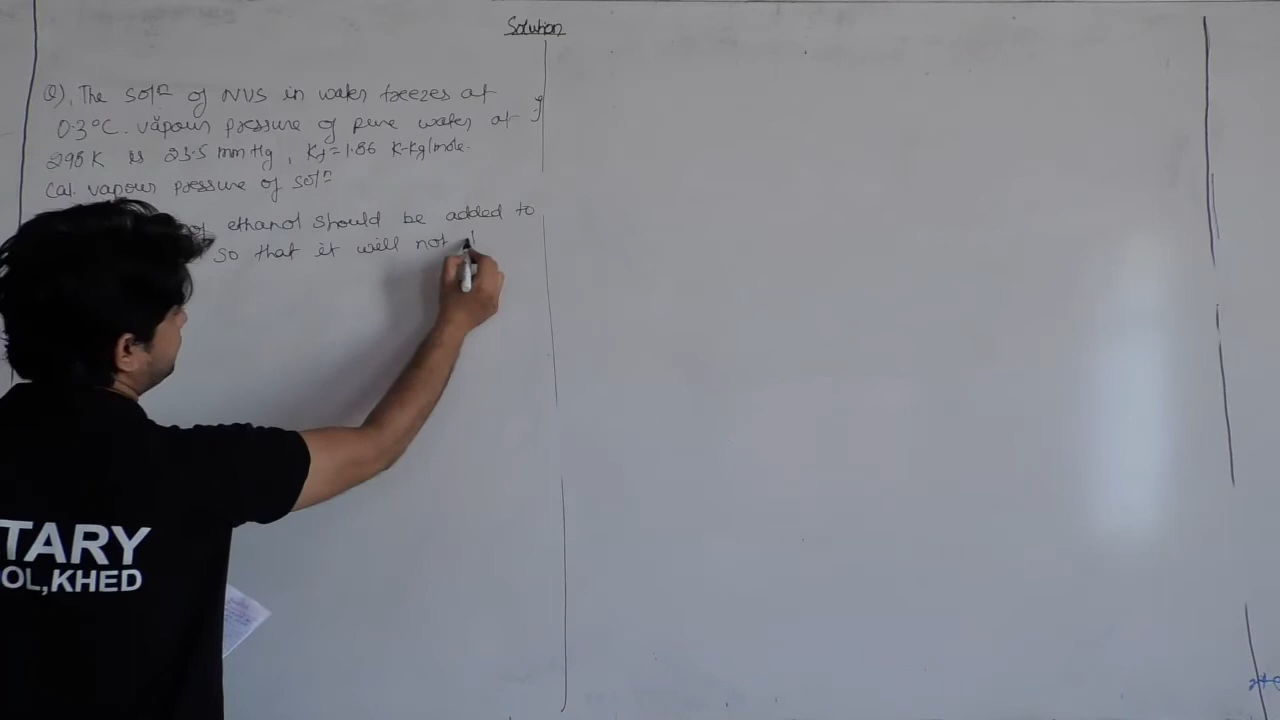 Solution
Q). The solⁿ of NVS in water freezes at
0.3°C. vapour pressure of pure water at
298 K is 23.5 mm Hg, Kf = 1.86 K-Kg/mole.
Cal. vapour pressure of solⁿ
of ethanol should be added to
so that it will not
TARY
OL, KHED